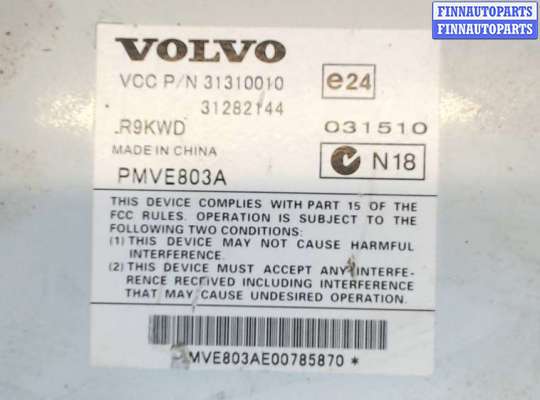 FINNAUTOPARTS
FINNAUTOPARTS
VOLVO
VCC P/N 31310010 e24
31282144
R9KWD 031510
MADE IN CHINA N18
PMVE803A
THIS DEVICE COMPLIES WITH PART 15 OF THE
FCC RULES. OPERATION IS SUBJECT TO THE
FOLLOWING TWO CONDITIONS:
(1) THIS DEVICE MAY NOT CAUSE HARMFUL
INTERFERENCE.
(2) THIS DEVICE MUST ACCEPT ANY INTERFE-
RENCE RECEIVED INCLUDING INTERFERENCE
THAT MAY CAUSE UNDESIRED OPERATION.
PMVE803AE00785870 *